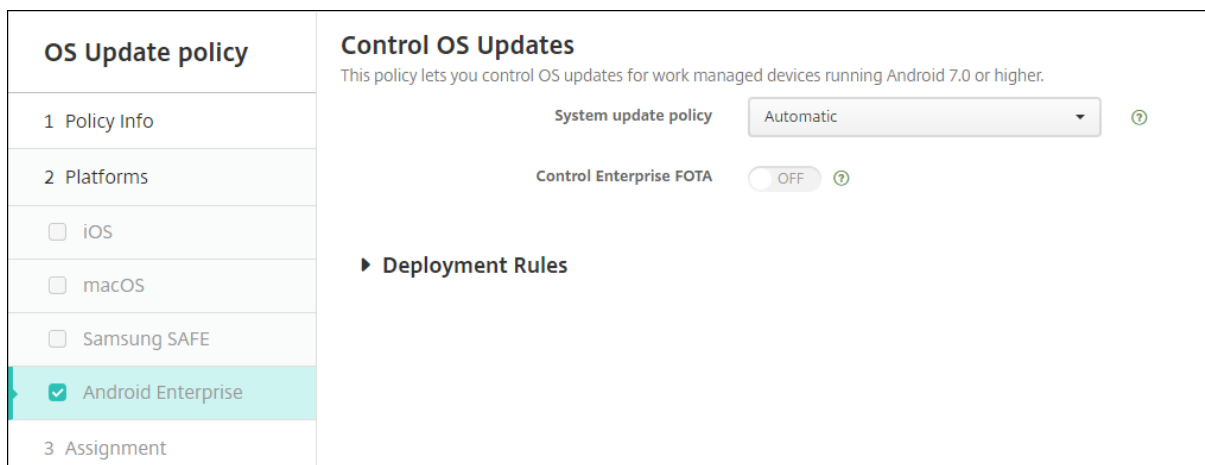 OS Update policy
1 Policy Info
2 Platforms
iOS
macOS
Samsung SAFE
Android Enterprise
3 Assignment
Control OS Updates
This policy lets you control OS updates for work managed devices running Android 7.0 or higher.
System update policy
Automatic
?
Control Enterprise FOTA
OFF
?
Deployment Rules